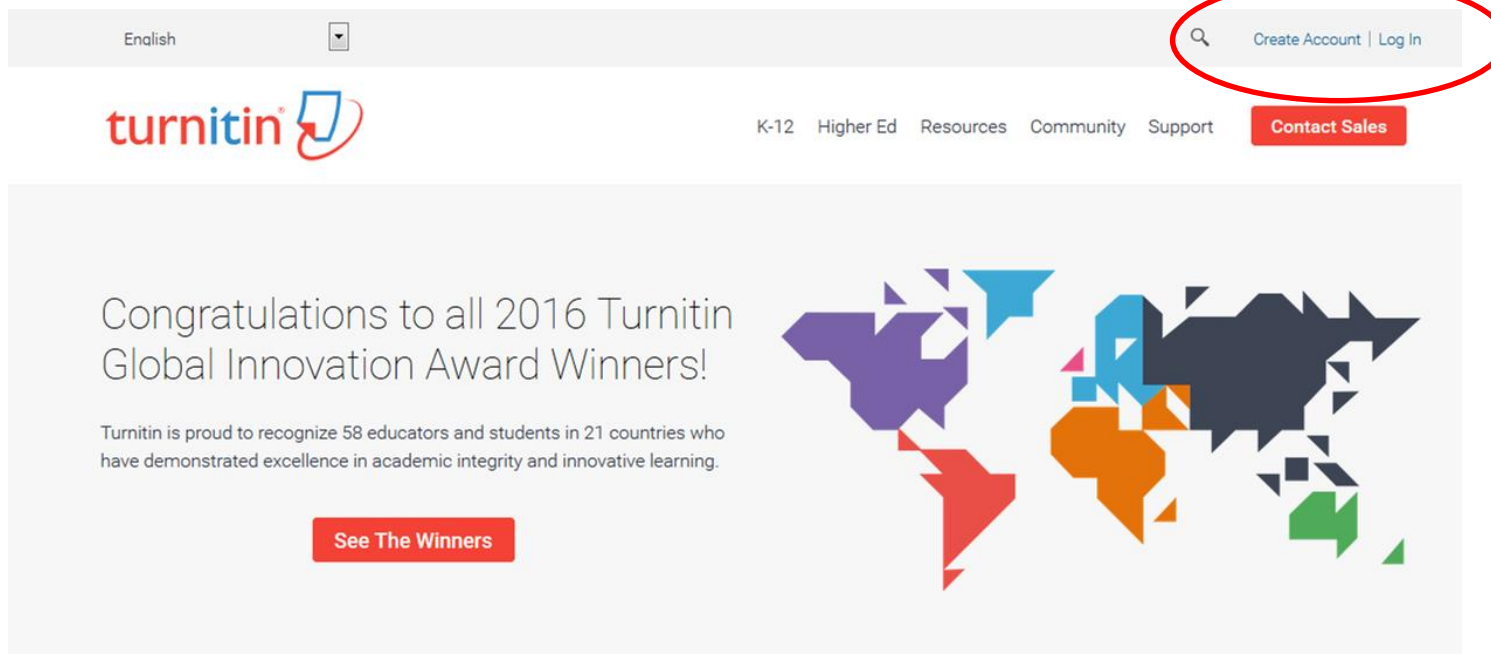 English
Create Account | Log In
turnitin®
K-12 Higher Ed Resources Community Support Contact Sales
Congratulations to all 2016 Turnitin
Global Innovation Award Winners!
Turnitin is proud to recognize 58 educators and students in 21 countries who
have demonstrated excellence in academic integrity and innovative learning.
See The Winners